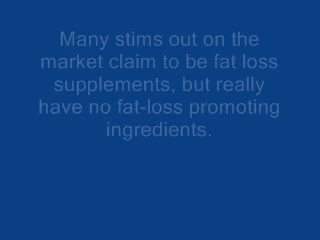 Many stims out on the
market claim to be fat loss
supplements, but really
have no fat-loss promoting
ingredients.